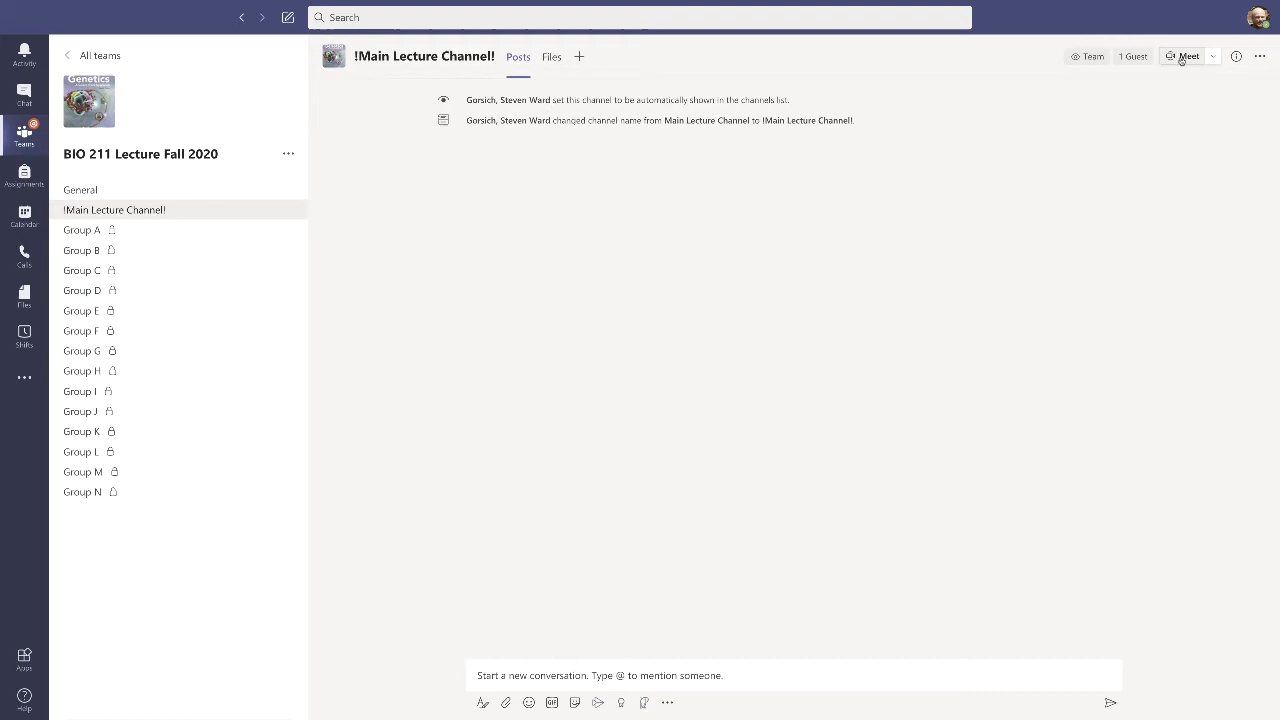 Search
Activity
Chat
Teams
Assignments
Calendar
Calls
Files
Shifts
Apps
Help
All teams
Genetics
BIO 211 Lecture Fall 2020
General
!Main Lecture Channel!
Group A
Group B
Group C
Group D
Group E
Group F
Group G
Group H
Group I
Group J
Group K
Group L
Group M
Group N
!Main Lecture Channel!
Posts
Files
Team
1 Guest
Meet
Gorsich, Steven Ward set this channel to be automatically shown in the channels list.
Gorsich, Steven Ward changed channel name from Main Lecture Channel to !Main Lecture Channel!.
Start a new conversation. Type @ to mention someone.
GIF